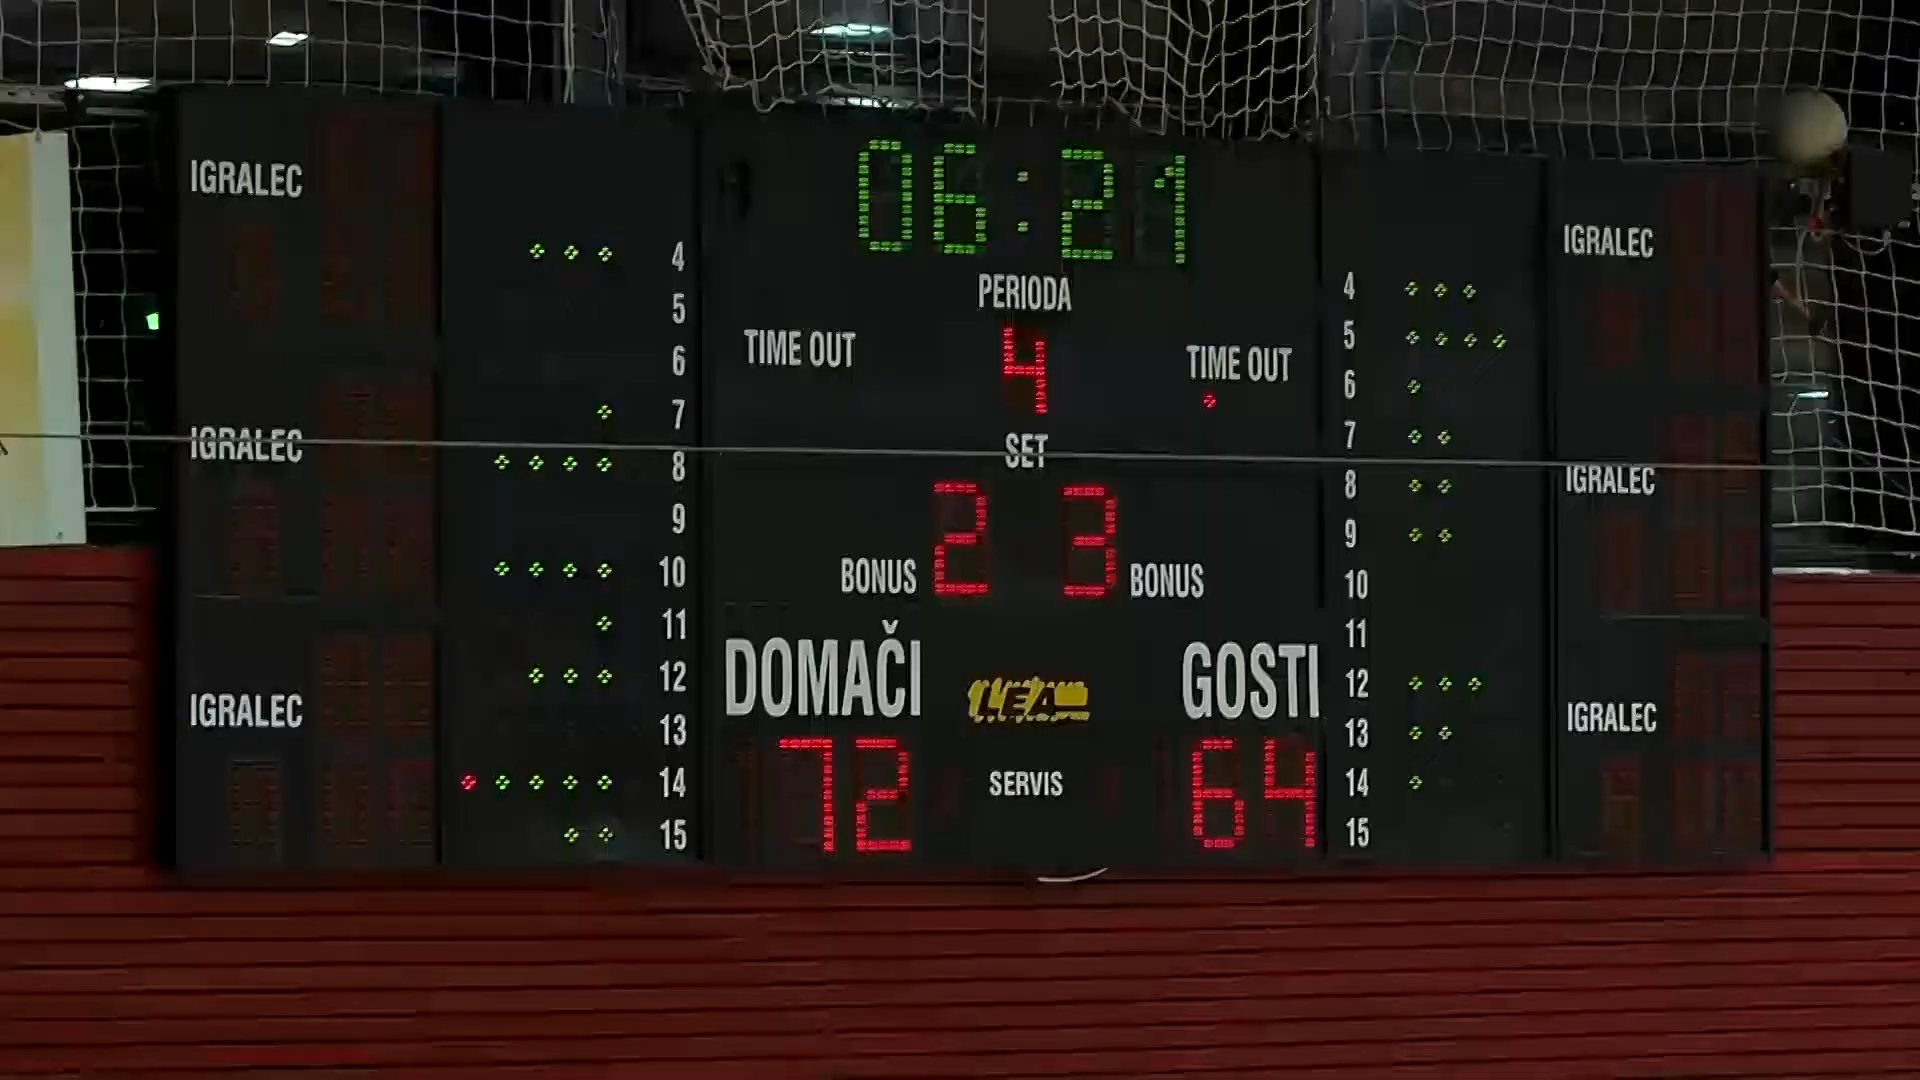 06:21
PERIODA
4
TIME OUT
TIME OUT
SET
2 3
BONUS
BONUS
DOMAČI
GOSTI
72
SERVIS
64
IGRALEC
IGRALEC
IGRALEC
4
5
6
7
8
9
10
11
12
13
14
15
4
5
6
7
8
9
10
11
12
13
14
15
IGRALEC
IGRALEC
IGRALEC